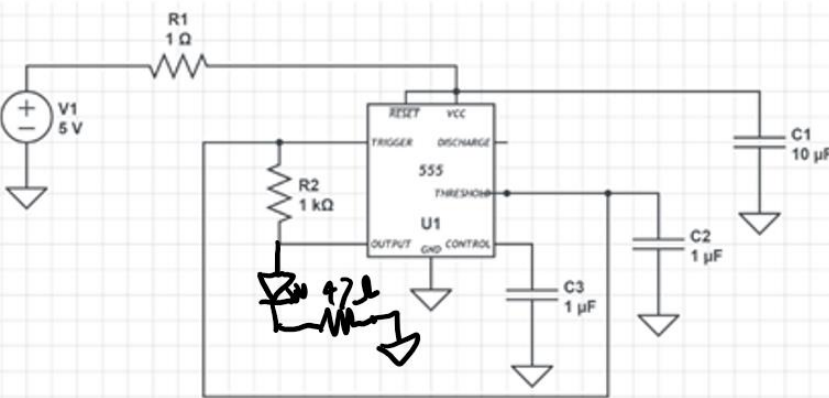 R1
1 Ω
V1
5 V
RESET VCC
TRIGGER DISCHARGE
555
R2
1 kΩ
THRESHOLD
U1
OUTPUT GND CONTROL
C1
10 µF
C2
1 µF
C3
1 µF
47Ω